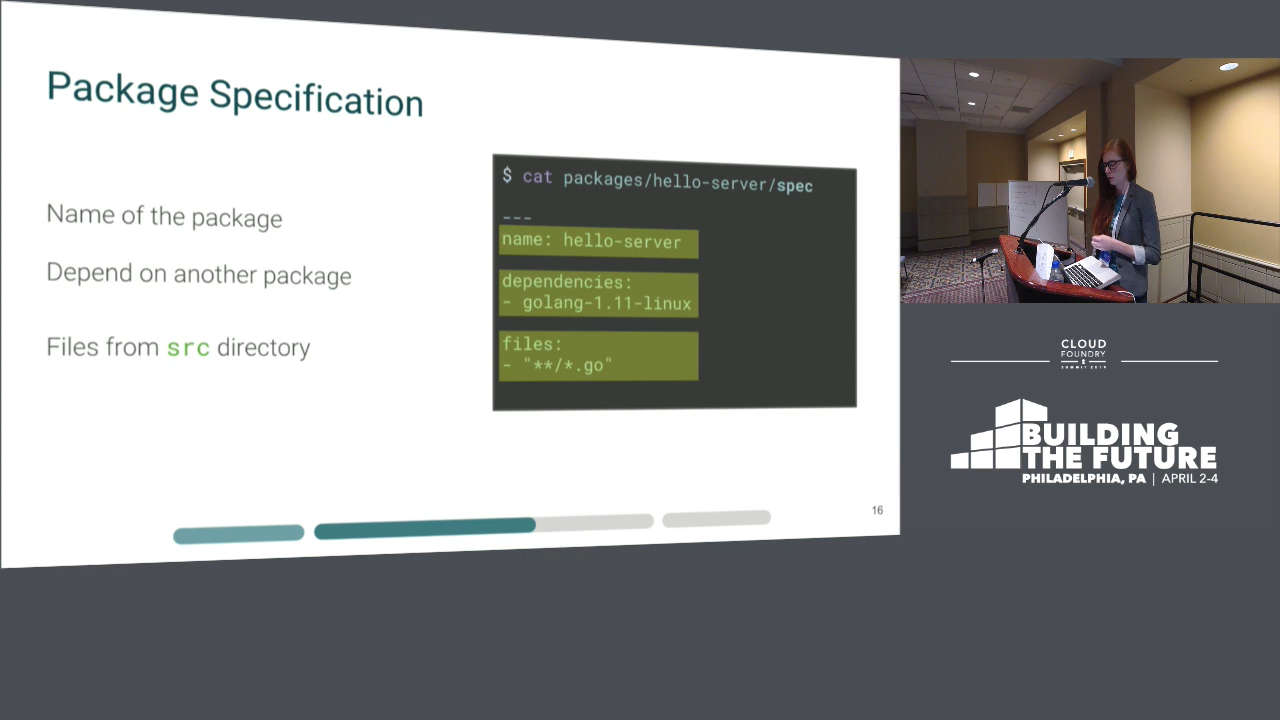 Package Specification
Name of the package
Depend on another package
Files from src directory
$ cat packages/hello-server/spec
---
name: hello-server
dependencies:
- golang-1.11-linux
files:
- "**/*.go"
16
CLOUD
FOUNDRY
SUMMIT 2019
BUILDING
THE FUTURE
PHILADELPHIA, PA | APRIL 2-4